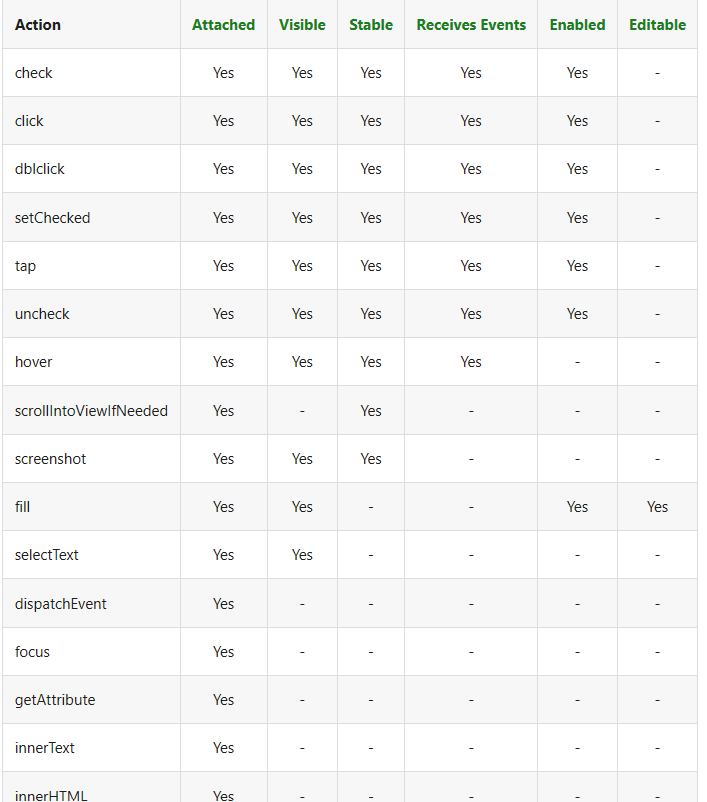 Action Attached Visible Stable Receives Events Enabled Editable
check Yes Yes Yes Yes Yes -
click Yes Yes Yes Yes Yes -
dblclick Yes Yes Yes Yes Yes -
setChecked Yes Yes Yes Yes Yes -
tap Yes Yes Yes Yes Yes -
uncheck Yes Yes Yes Yes Yes -
hover Yes Yes Yes Yes - -
scrollIntoViewIfNeeded Yes - Yes - - -
screenshot Yes Yes Yes - - -
fill Yes Yes - - Yes Yes
selectText Yes Yes - - - -
dispatchEvent Yes - - - - -
focus Yes - - - - -
getAttribute Yes - - - - -
innerText Yes - - - - -
innerHTML Yes - - - - -